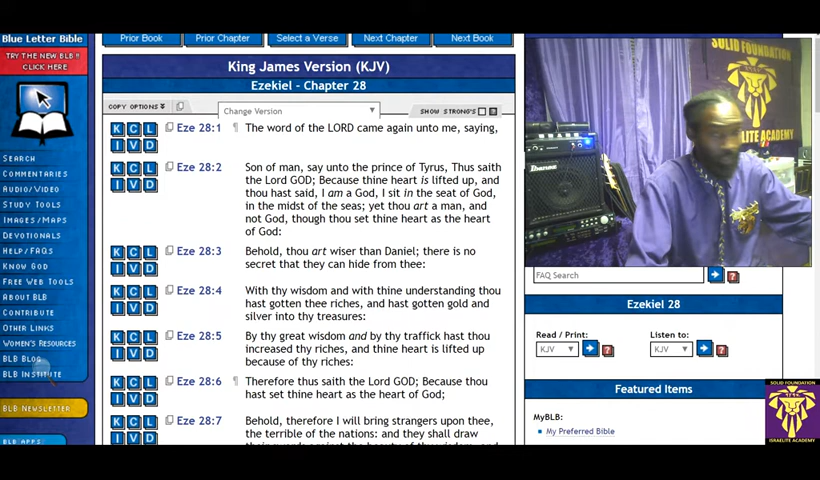 Blue Letter Bible
TRY THE NEW BLB !!
CLICK HERE
SEARCH
COMMENTARIES
AUDIO/VIDEO
STUDY TOOLS
IMAGES/MAPS
DEVOTIONALS
HELP/FAQS
KNOW GOD
FREE WEB TOOLS
ABOUT BLB
CONTRIBUTE
OTHER LINKS
WOMEN'S RESOURCES
BLB BLOG
BLB INSTITUTE
BLB NEWSLETTER
BLB APPS
Prior Book Prior Chapter Select a Verse Next Chapter Next Book
King James Version (KJV)
Ezekiel - Chapter 28
COPY OPTIONS Change Version SHOW STRONG'S
K C L Eze 28:1 ¶ The word of the LORD came again unto me, saying,
I V D
K C L Eze 28:2 Son of man, say unto the prince of Tyrus, Thus saith
I V D the Lord GOD; Because thine heart is lifted up, and
thou hast said, I am a God, I sit in the seat of God,
in the midst of the seas; yet thou art a man, and
not God, though thou set thine heart as the heart
of God:
K C L Eze 28:3 Behold, thou art wiser than Daniel; there is no
I V D secret that they can hide from thee:
K C L Eze 28:4 With thy wisdom and with thine understanding thou
I V D hast gotten thee riches, and hast gotten gold and
silver into thy treasures:
K C L Eze 28:5 By thy great wisdom and by thy traffick hast thou
I V D increased thy riches, and thine heart is lifted up
because of thy riches:
K C L Eze 28:6 ¶ Therefore thus saith the Lord GOD; Because thou
I V D hast set thine heart as the heart of God;
K C L Eze 28:7 Behold, therefore I will bring strangers upon thee,
I V D the terrible of the nations: and they shall draw
SOLID FOUNDATION
ISRAELITE ACADEMY
Ibanez
FAQ Search
Ezekiel 28
Read / Print: Listen to:
KJV KJV
Featured Items
MyBLB:
My Preferred Bible
SOLID FOUNDATION
ISRAELITE ACADEMY